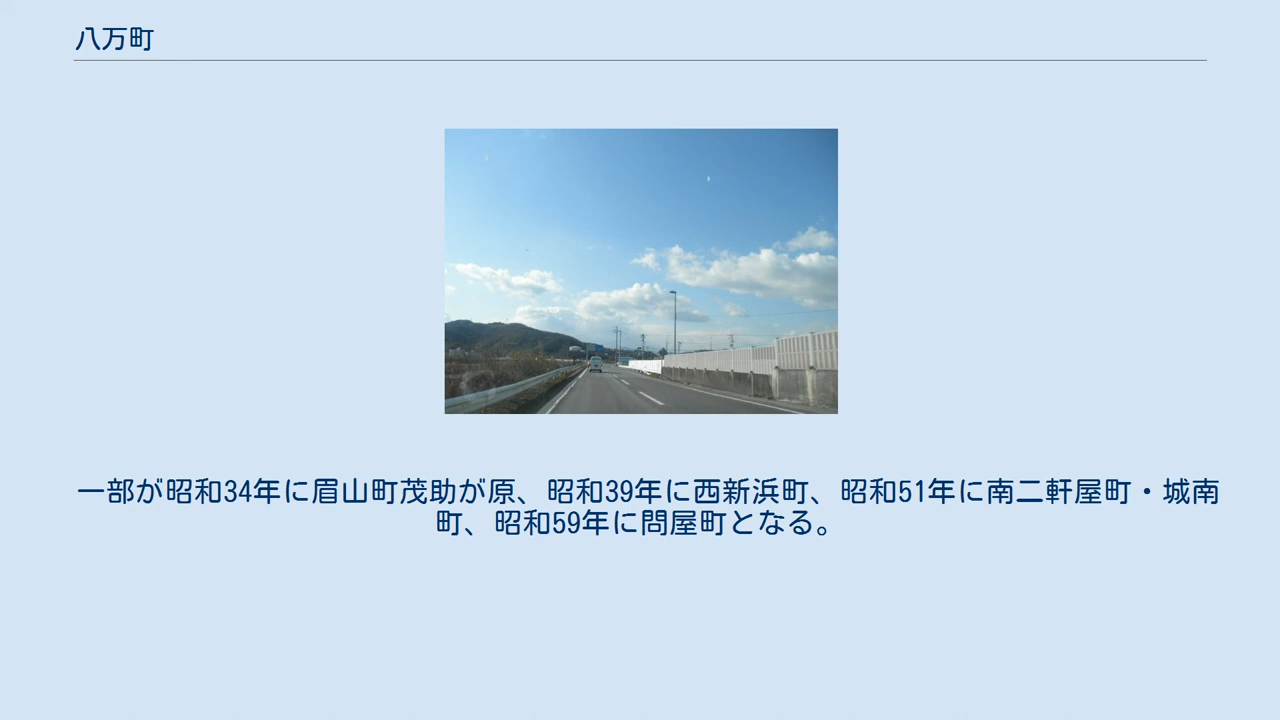 八万町
一部が昭和34年に眉山町茂助が原、昭和39年に西新浜町、昭和51年に南二軒屋町・城南
町、昭和59年に問屋町となる。